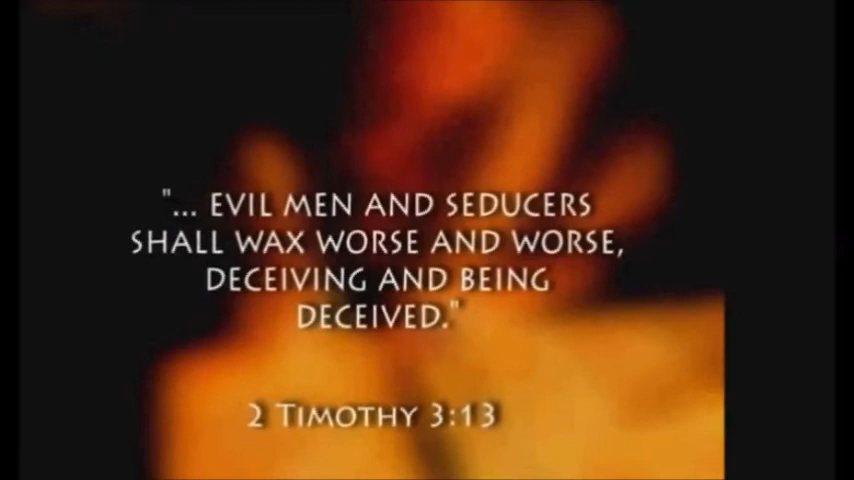 "... EVIL MEN AND SEDUCERS
SHALL WAX WORSE AND WORSE,
DECEIVING AND BEING
DECEIVED."
2 TIMOTHY 3:13